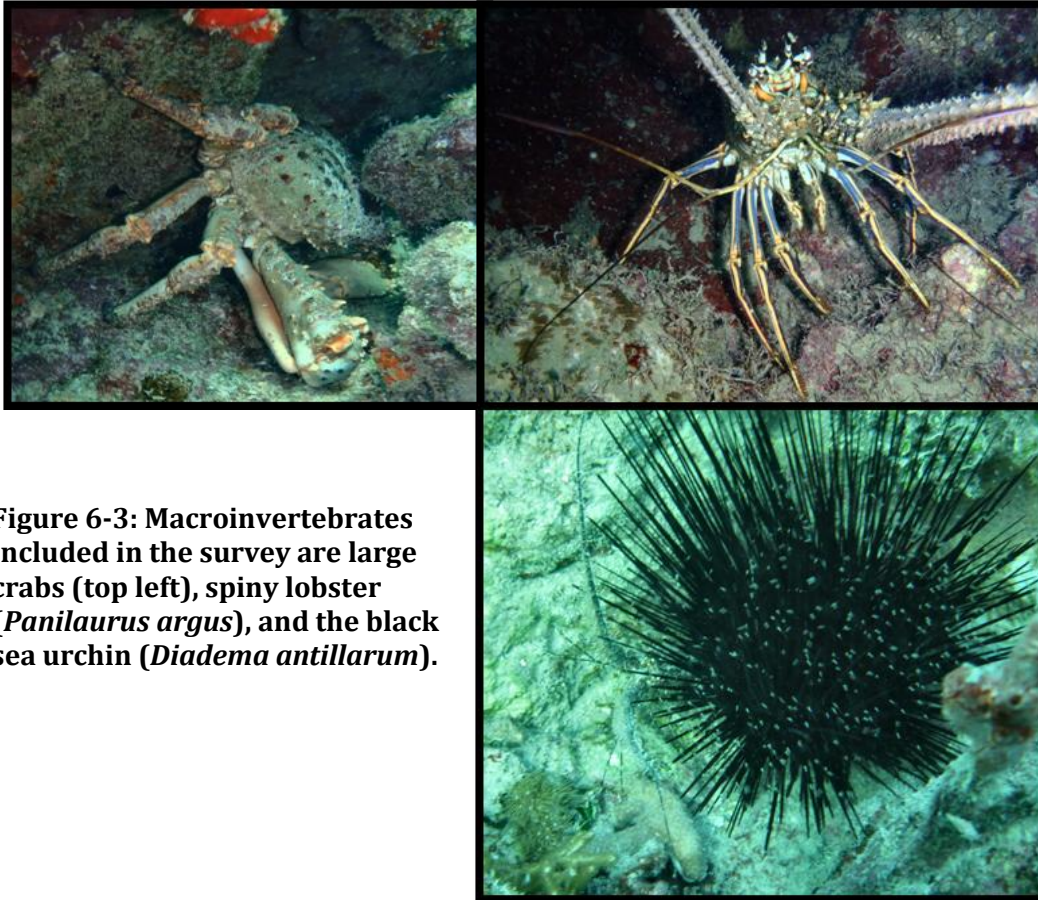 Figure 6-3: Macroinvertebrates
included in the survey are large
crabs (top left), spiny lobster
(Panilaurus argus), and the black
sea urchin (Diadema antillarum).